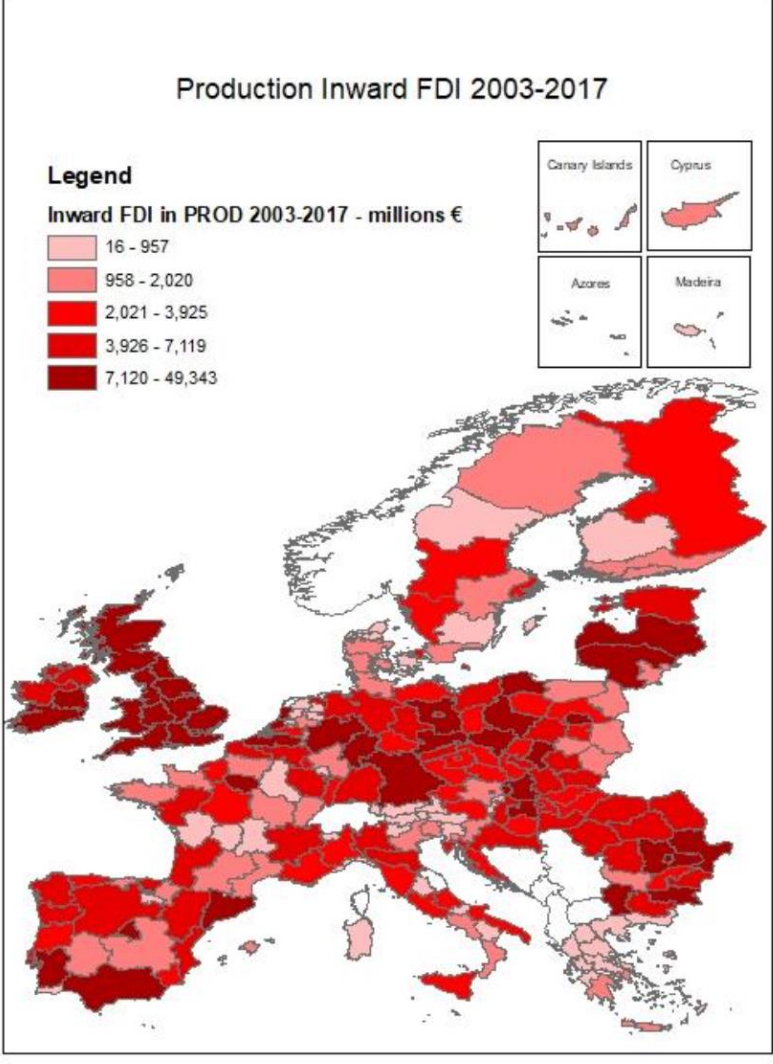 Production Inward FDI 2003-2017
Legend
Inward FDI in PROD 2003-2017 - millions €
16 - 957
958 - 2,020
2,021 - 3,925
3,926 - 7,119
7,120 - 49,343
Canary Islands
Cyprus
Azores
Madeira